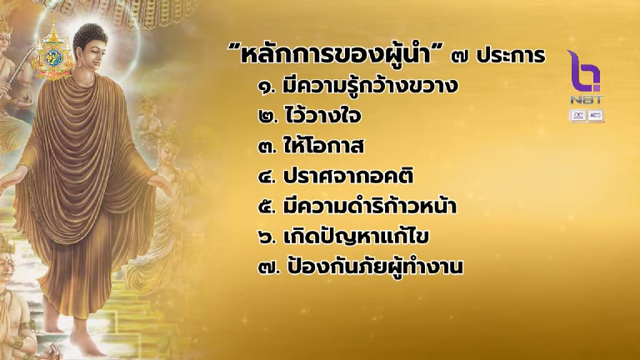 “หลักการของผู้นำ” ๗ ประการ
๑. มีความรู้กว้างขวาง
๒. ไว้วางใจ
๓. ให้โอกาส
๔. ปราศจากอคติ
๕. มีความดำริก้าวหน้า
๖. เกิดปัญหาแก้ไข
๗. ป้องกันภัยผู้ทำงาน
NBT